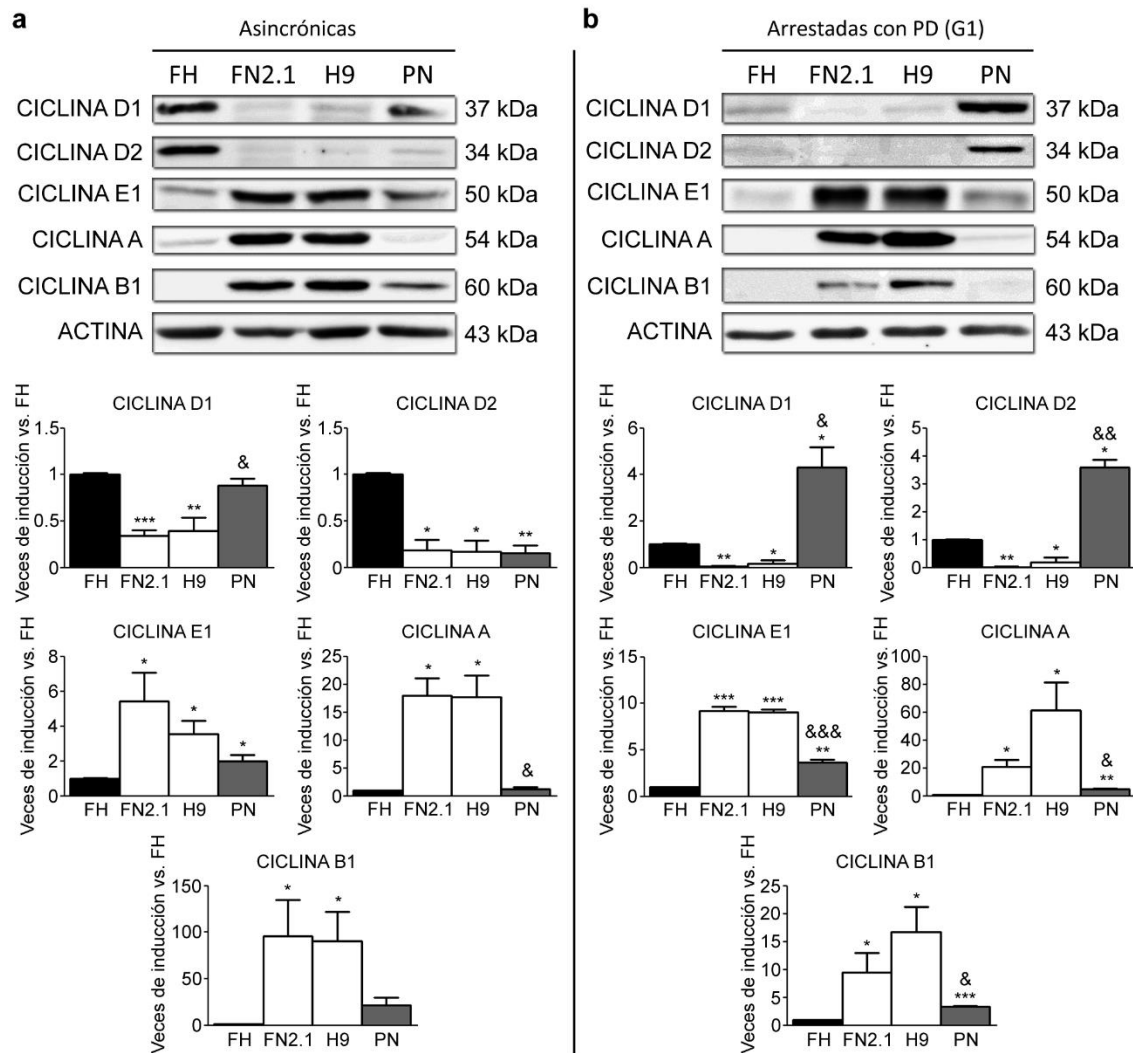 a
Asincrónicas
FH FN2.1 H9 PN
CICLINA D1 37 kDa
CICLINA D2 34 kDa
CICLINA E1 50 kDa
CICLINA A 54 kDa
CICLINA B1 60 kDa
ACTINA 43 kDa
CICLINA D1
Veces de inducción vs. FH
1.5
1
0.5
0
*** ** &
FH FN2.1 H9 PN
CICLINA D2
Veces de inducción vs. FH
1.5
1
0.5
0
* * **
FH FN2.1 H9 PN
CICLINA E1
Veces de inducción vs. FH
8
6
4
2
0
* * *
FH FN2.1 H9 PN
CICLINA A
Veces de inducción vs. FH
25
20
15
10
5
0
* * &
FH FN2.1 H9 PN
CICLINA B1
Veces de inducción vs. FH
150
100
50
0
* *
FH FN2.1 H9 PN
b
Arrestadas con PD (G1)
FH FN2.1 H9 PN
CICLINA D1 37 kDa
CICLINA D2 34 kDa
CICLINA E1 50 kDa
CICLINA A 54 kDa
CICLINA B1 60 kDa
ACTINA 43 kDa
CICLINA D1
Veces de inducción vs. FH
6
4
2
0
&
** * *
FH FN2.1 H9 PN
CICLINA D2
Veces de inducción vs. FH
5
4
3
2
1
0
&&
** * *
FH FN2.1 H9 PN
CICLINA E1
Veces de inducción vs. FH
15
10
5
0
&&&
*** *** **
FH FN2.1 H9 PN
CICLINA A
Veces de inducción vs. FH
100
80
60
40
20
0
&
* * **
FH FN2.1 H9 PN
CICLINA B1
Veces de inducción vs. FH
25
20
15
10
5
0
&
* * ***
FH FN2.1 H9 PN